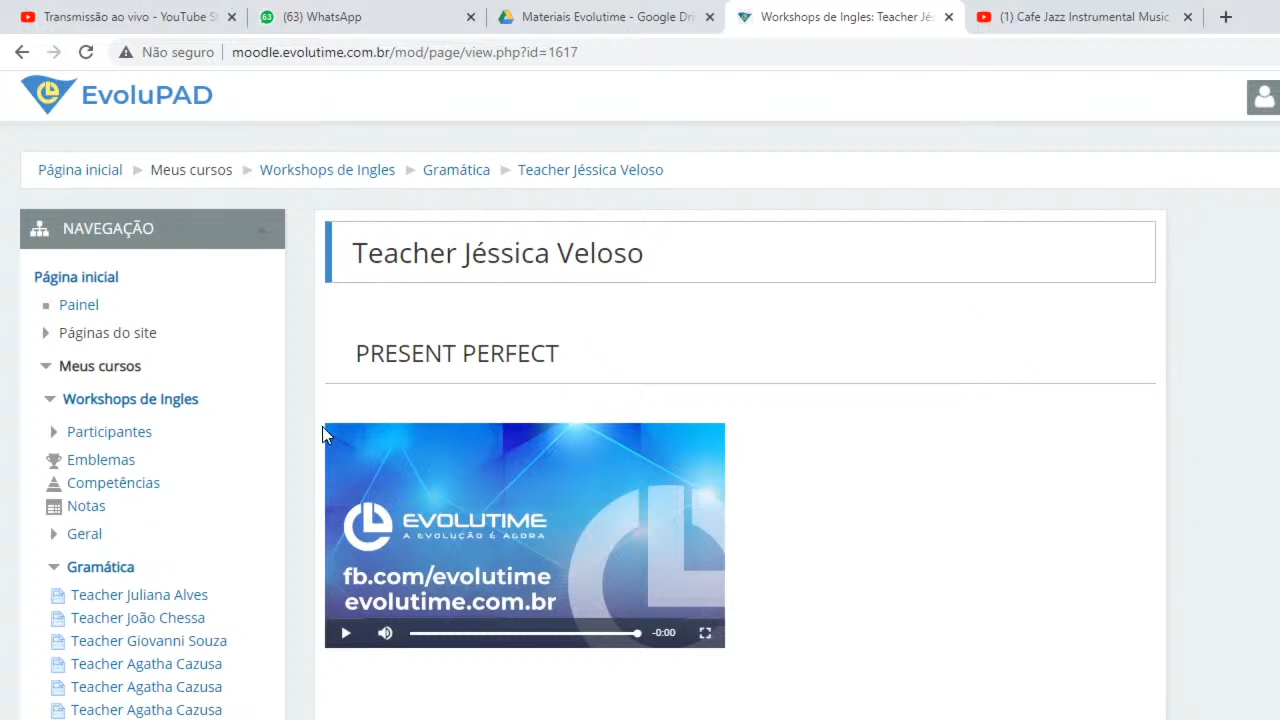 Transmissão ao vivo - YouTube S
(63) WhatsApp
Materiais Evolutime - Google Dri
Workshops de Ingles: Teacher Jés
(1) Cafe Jazz Instrumental Music
Não seguro
moodle.evolutime.com.br/mod/page/view.php?id=1617
EvoluPAD
Página inicial
Meus cursos
Workshops de Ingles
Gramática
Teacher Jéssica Veloso
NAVEGAÇÃO
Página inicial
Painel
Páginas do site
Meus cursos
Workshops de Ingles
Participantes
Emblemas
Competências
Notas
Geral
Gramática
Teacher Juliana Alves
Teacher João Chessa
Teacher Giovanni Souza
Teacher Agatha Cazusa
Teacher Agatha Cazusa
Teacher Agatha Cazusa
Teacher Jéssica Veloso
PRESENT PERFECT
EVOLUTIME
A EVOLUÇÃO É AGORA
fb.com/evolutime
evolutime.com.br
-0:00